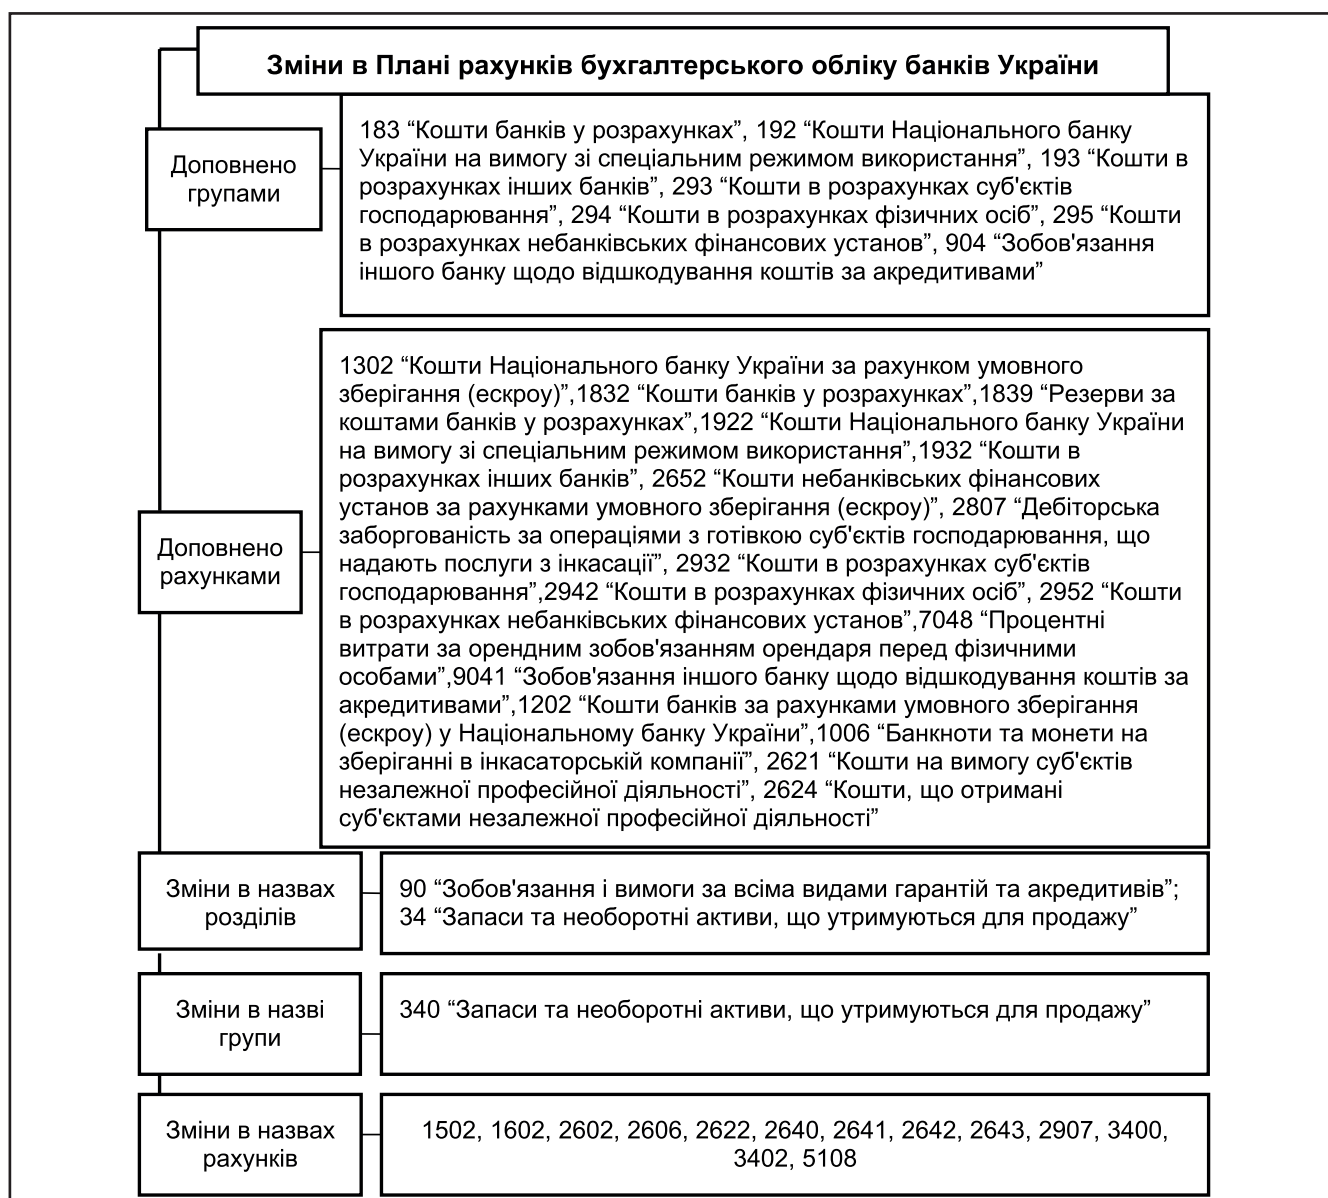 Зміни в Плані рахунків бухгалтерського обліку банків України
Доповнено
групами
183 “Кошти банків у розрахунках”, 192 “Кошти Національного банку
України на вимогу зі спеціальним режимом використання”, 193 “Кошти в
розрахунках інших банків”, 293 “Кошти в розрахунках суб'єктів
господарювання”, 294 “Кошти в розрахунках фізичних осіб”, 295 “Кошти
в розрахунках небанківських фінансових установ”, 904 “Зобов'язання
іншого банку щодо відшкодування коштів за акредитивами”
Доповнено
рахунками
1302 “Кошти Національного банку України за рахунком умовного
зберігання (ескроу)”,1832 “Кошти банків у розрахунках”,1839 “Резерви за
коштами банків у розрахунках”,1922 “Кошти Національного банку України
на вимогу зі спеціальним режимом використання”,1932 “Кошти в
розрахунках інших банків”, 2652 “Кошти небанківських фінансових
установ за рахунками умовного зберігання (ескроу)”, 2807 “Дебіторська
заборгованість за операціями з готівкою суб'єктів господарювання, що
надають послуги з інкасації”, 2932 “Кошти в розрахунках суб'єктів
господарювання”,2942 “Кошти в розрахунках фізичних осіб”, 2952 “Кошти
в розрахунках небанківських фінансових установ”,7048 “Процентні
витрати за орендним зобов'язанням орендаря перед фізичними
особами”,9041 “Зобов'язання іншого банку щодо відшкодування коштів за
акредитивами”,1202 “Кошти банків за рахунками умовного зберігання
(ескроу) у Національному банку України”,1006 “Банкноти та монети на
зберіганні в інкасаторській компанії”, 2621 “Кошти на вимогу суб'єктів
незалежної професійної діяльності”, 2624 “Кошти, що отримані
суб'єктами незалежної професійної діяльності”
Зміни в назвах
розділів
90 “Зобов'язання і вимоги за всіма видами гарантій та акредитивів”;
34 “Запаси та необоротні активи, що утримуються для продажу”
Зміни в назві
групи
340 “Запаси та необоротні активи, що утримуються для продажу”
Зміни в назвах
рахунків
1502, 1602, 2602, 2606, 2622, 2640, 2641, 2642, 2643, 2907, 3400,
3402, 5108